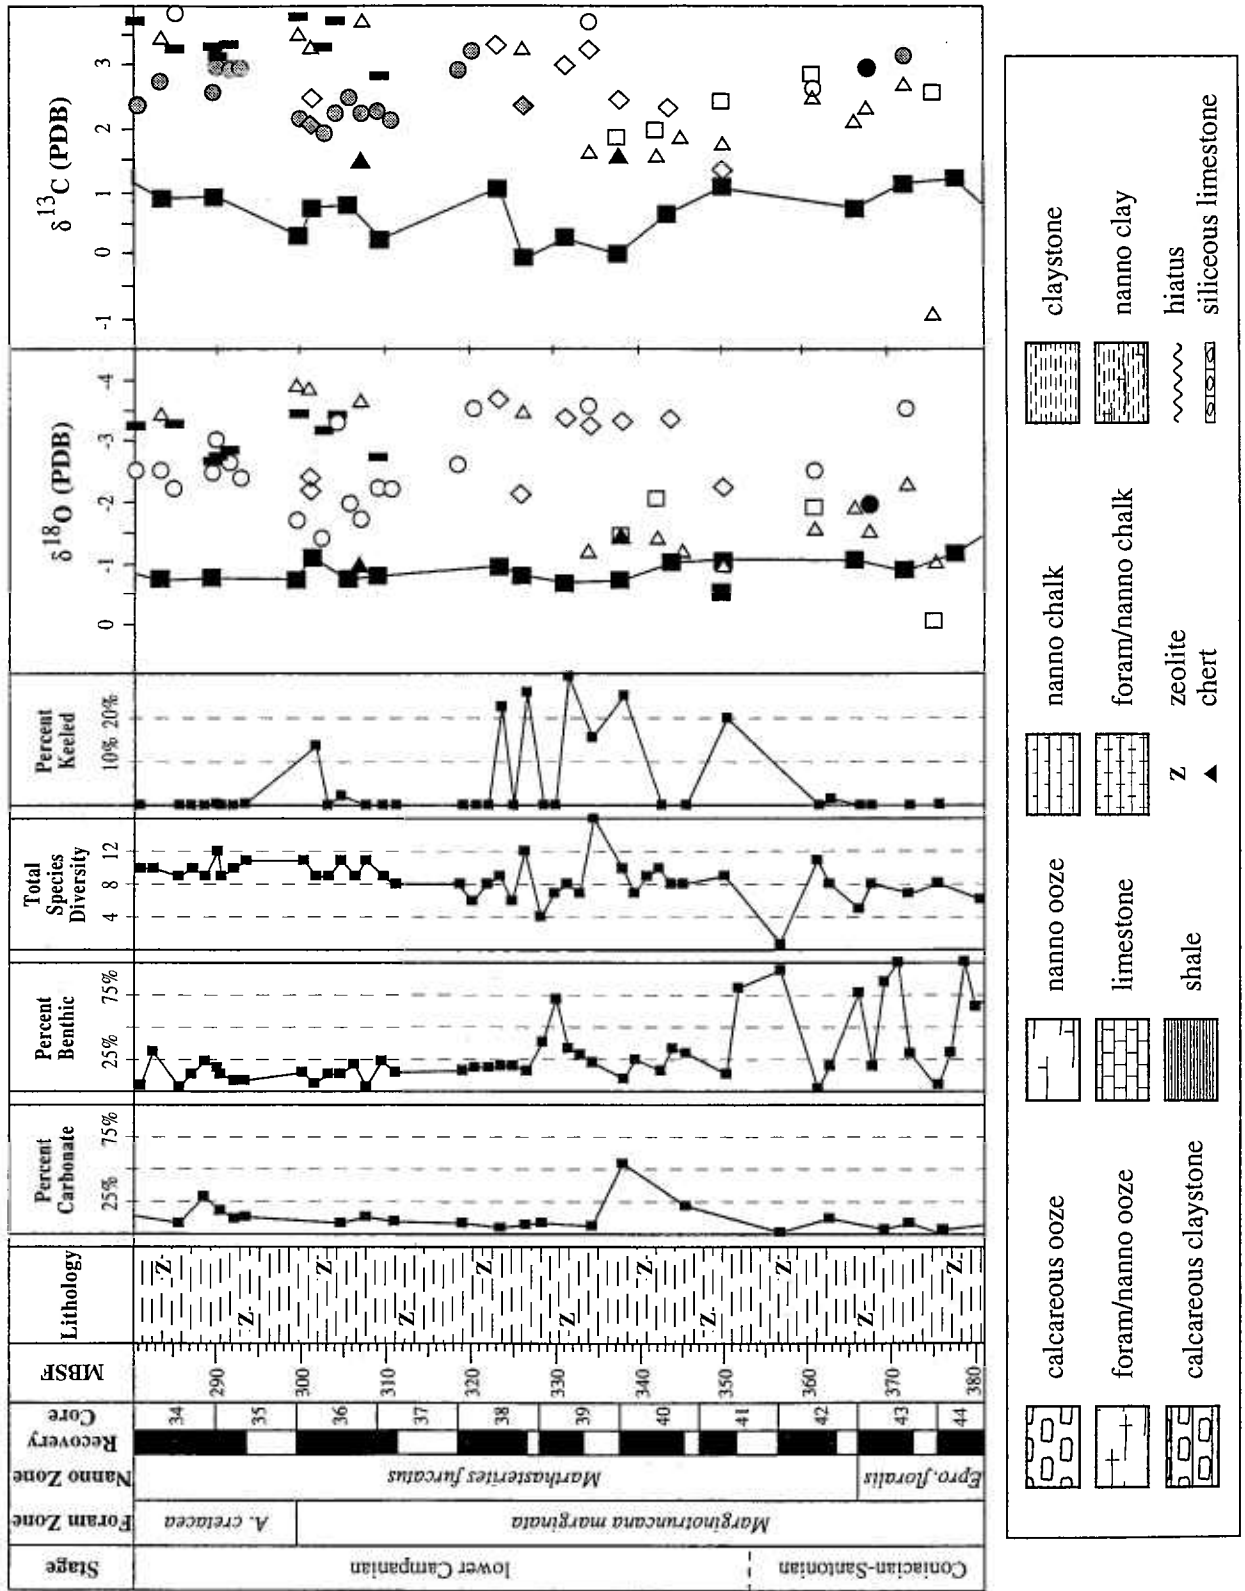 δ13C (PDB)
3
2
1
0
-1
δ18O (PDB)
-4
-3
-2
-1
0
Percent
Keeled
10% 20%
Total
Species
Diversity
4
8
12
Percent
Benthic
25%
75%
Percent
Carbonate
25%
75%
Lithology
Z
Z
Z
Z
Z
Z
Z
Z
Z
Z
Z
MBSF
290
300
310
320
330
340
350
360
370
380
Core
34
35
36
37
38
39
40
41
42
43
44
Recovery
Nanno Zone
Marthasterites furcatus
Epro. floralis
Foram Zone
A. cretacea
Marginotruncana marginata
Stage
lower Campanian
Coniacian-Santonian
calcareous ooze
nanno ooze
nanno chalk
claystone
foram/nanno ooze
limestone
foram/nanno chalk
nanno clay
calcareous claystone
shale
Z zeolite
chert
hiatus
siliceous limestone